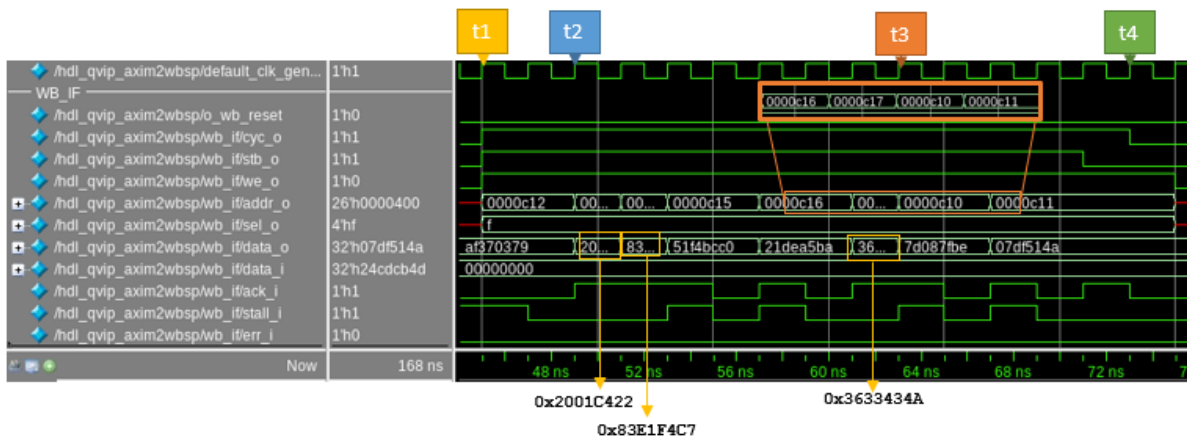 t1 t2 t3 t4
/hdl_qvip_axim2wbsp/default_clk_gen... 1'h1
WB_IF
0000c16 0000c17 0000c10 0000c11
/hdl_qvip_axim2wbsp/o_wb_reset 1'h0
/hdl_qvip_axim2wbsp/wb_if/cyc_o 1'h1
/hdl_qvip_axim2wbsp/wb_if/stb_o 1'h1
/hdl_qvip_axim2wbsp/wb_if/we_o 1'h0
/hdl_qvip_axim2wbsp/wb_if/addr_o 26'h0000400 0000c12 00... 00... 0000c15 0000c16 00... 0000c10 0000c11
/hdl_qvip_axim2wbsp/wb_if/sel_o 4'hf f
/hdl_qvip_axim2wbsp/wb_if/data_o 32'h07df514a af370379 20... 83... 51f4bcc0 21dea5ba 36... 7d087fbe 07df514a
/hdl_qvip_axim2wbsp/wb_if/data_i 32'h24cdcb4d 00000000
/hdl_qvip_axim2wbsp/wb_if/ack_i 1'h1
/hdl_qvip_axim2wbsp/wb_if/stall_i 1'h1
/hdl_qvip_axim2wbsp/wb_if/err_i 1'h0
Now 168 ns 48 ns 52 ns 56 ns 60 ns 64 ns 68 ns 72 ns 7
0x2001C422 0x3633434A
0x83E1F4C7